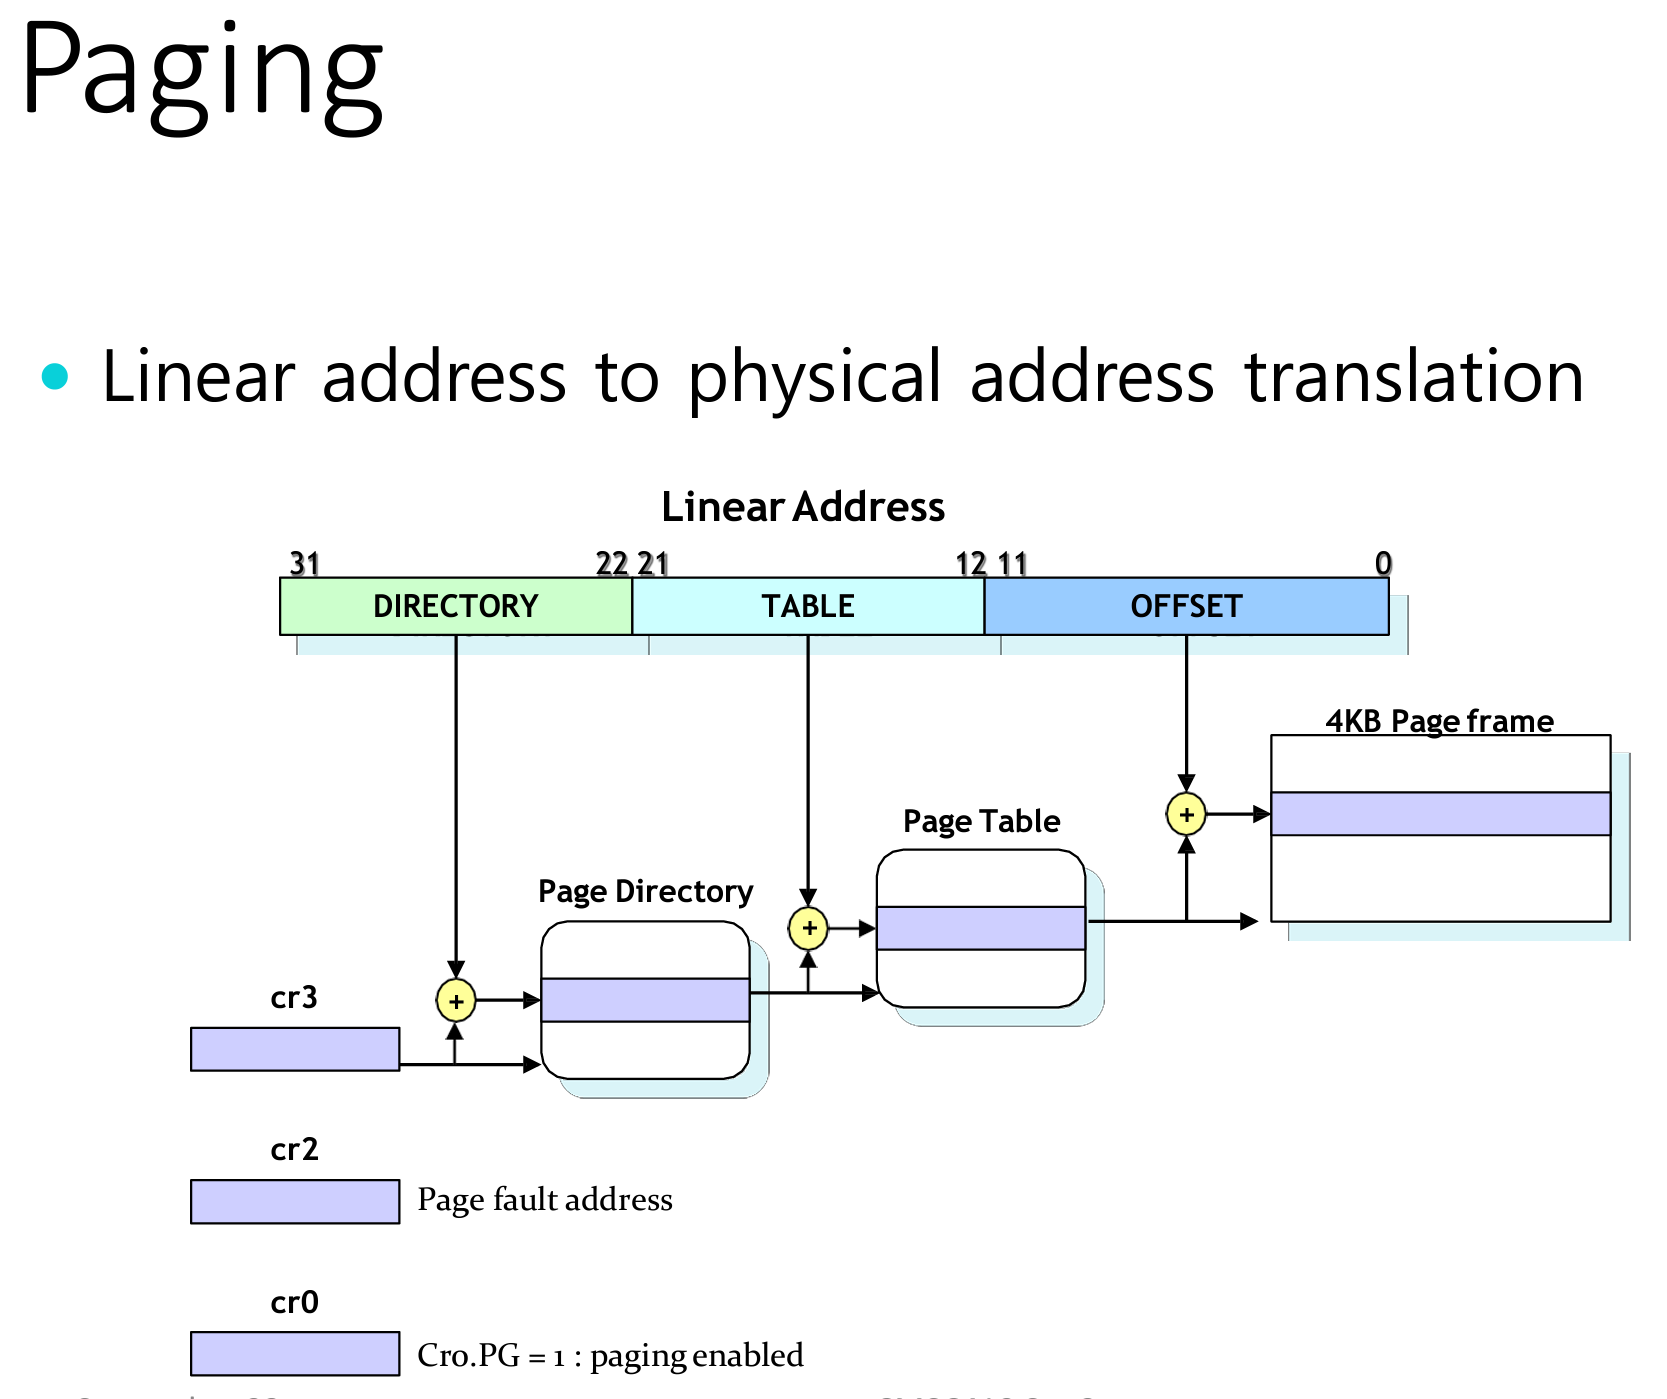 Paging
Linear address to physical address translation
Linear Address
31 22 21 12 11 0
DIRECTORY TABLE OFFSET
4KB Page frame
+
Page Table
Page Directory
+
cr3
+
cr2
Page fault address
cr0
Cr0.PG = 1 : paging enabled